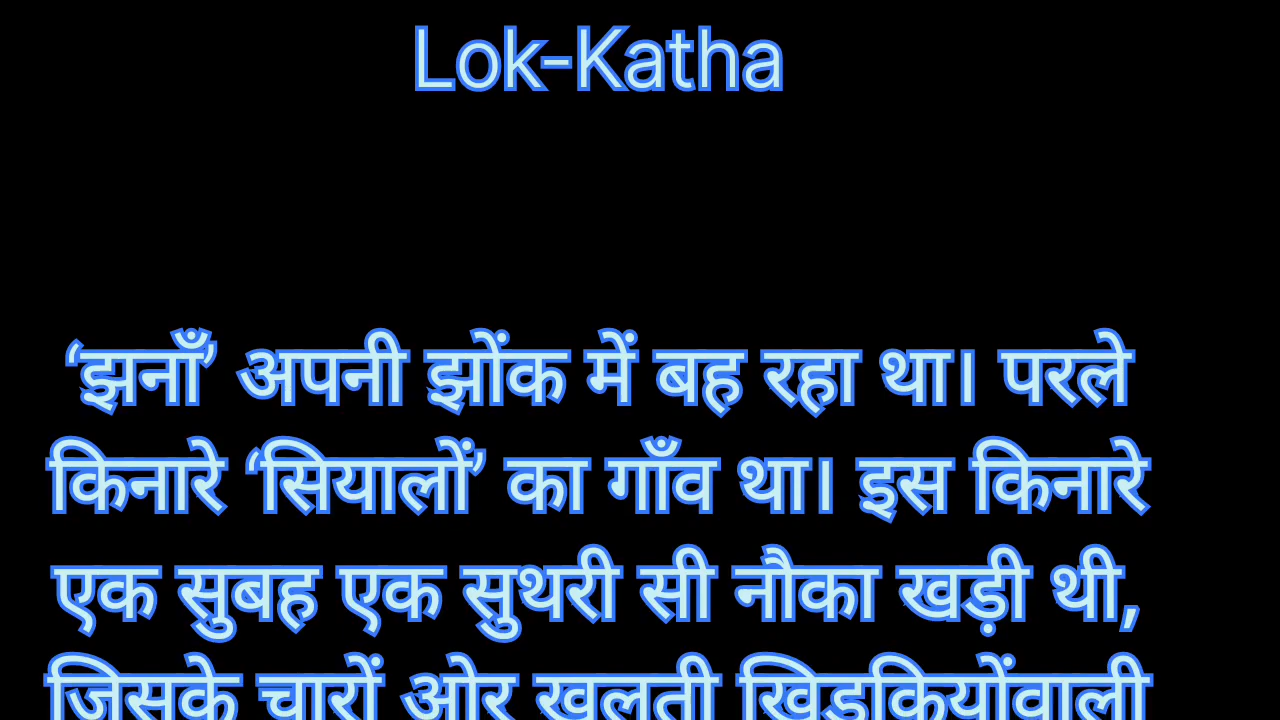 Lok-Katha
‘झनाँ’ अपनी झोंक में बह रहा था। परले
किनारे ‘सियालों’ का गाँव था। इस किनारे
एक सुबह एक सुथरी सी नौका खड़ी थी,
जिसके चारों ओर खुलती खिड़कियोंवाली